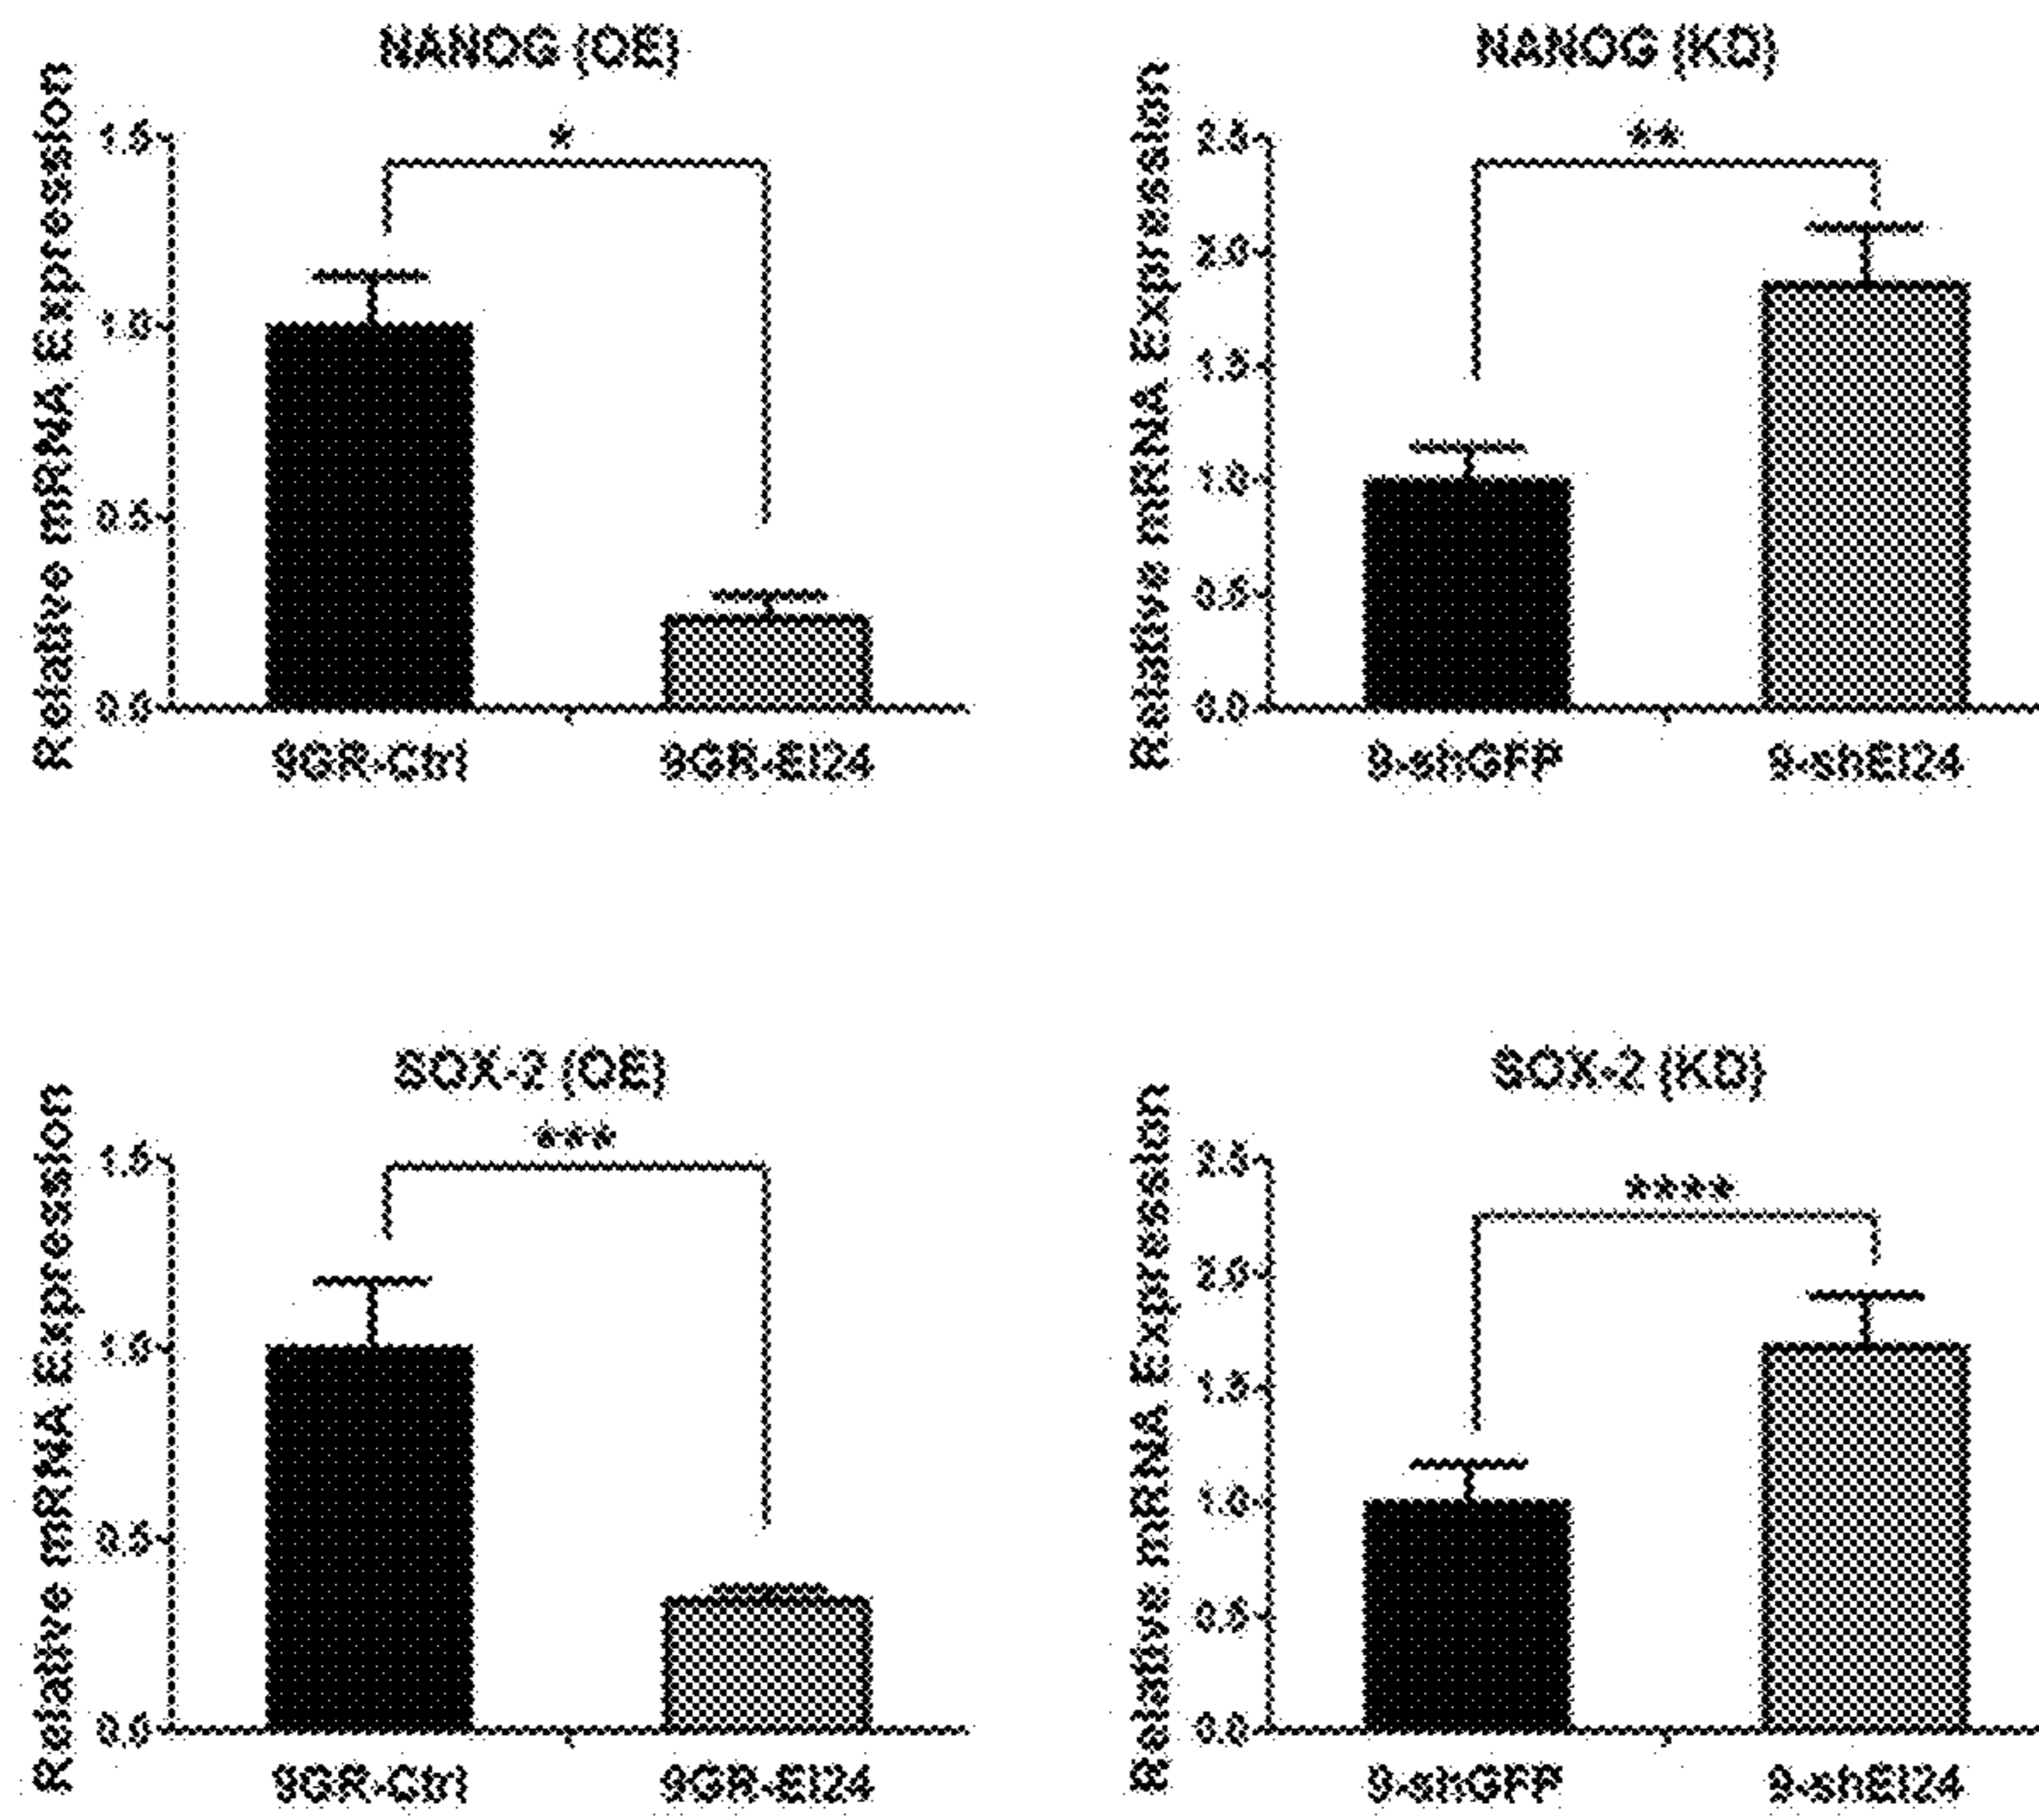 NANOG (OE)
Relative mRNA Expression
1.5
*
1.0
0.5
0.0
9GR-Ctrl 9GR-EI24
NANOG (KD)
Relative mRNA Expression
2.5
**
2.0
1.5
1.0
0.5
0.0
9-shGFP 9-shEI24
SOX-2 (OE)
Relative mRNA Expression
***
1.5
1.0
0.5
0.0
9GR-Ctrl 9GR-EI24
SOX-2 (KD)
Relative mRNA Expression
2.5
****
2.0
1.5
1.0
0.5
0.0
9-shGFP 9-shEI24